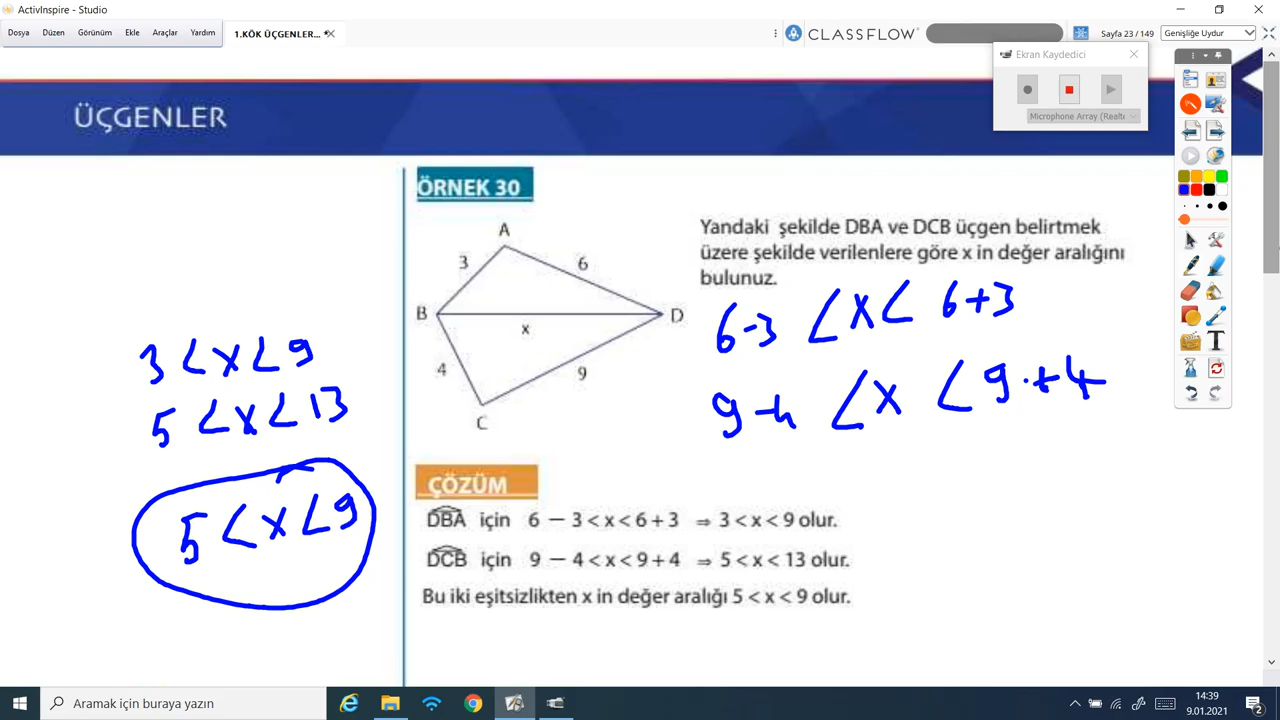 ActivInspire - Studio
Dosya Düzen Görünüm Ekle Araçlar Yardım
1.KÖK ÜÇGENLER...
CLASSFLOW
Sayfa 23 / 149
Genişliğe Uydur
Ekran Kaydedici
Microphone Array (Realte
ÜÇGENLER
ÖRNEK 30
A
3
6
B
D
x
4
9
C
Yandaki şekilde DBA ve DCB üçgen belirtmek
üzere şekilde verilenlere göre x in değer aralığını
bulunuz.
6-3 < x < 6+3
9-4 < x < 9+4
3 < x < 9
5 < x < 13
5 < x < 9
ÇÖZÜM
DBA için 6 − 3 < x < 6 + 3 ⇒ 3 < x < 9 olur.
DCB için 9 − 4 < x < 9 + 4 ⇒ 5 < x < 13 olur.
Bu iki eşitsizlikten x in değer aralığı 5 < x < 9 olur.
Aramak için buraya yazın
14:39
9.01.2021
2